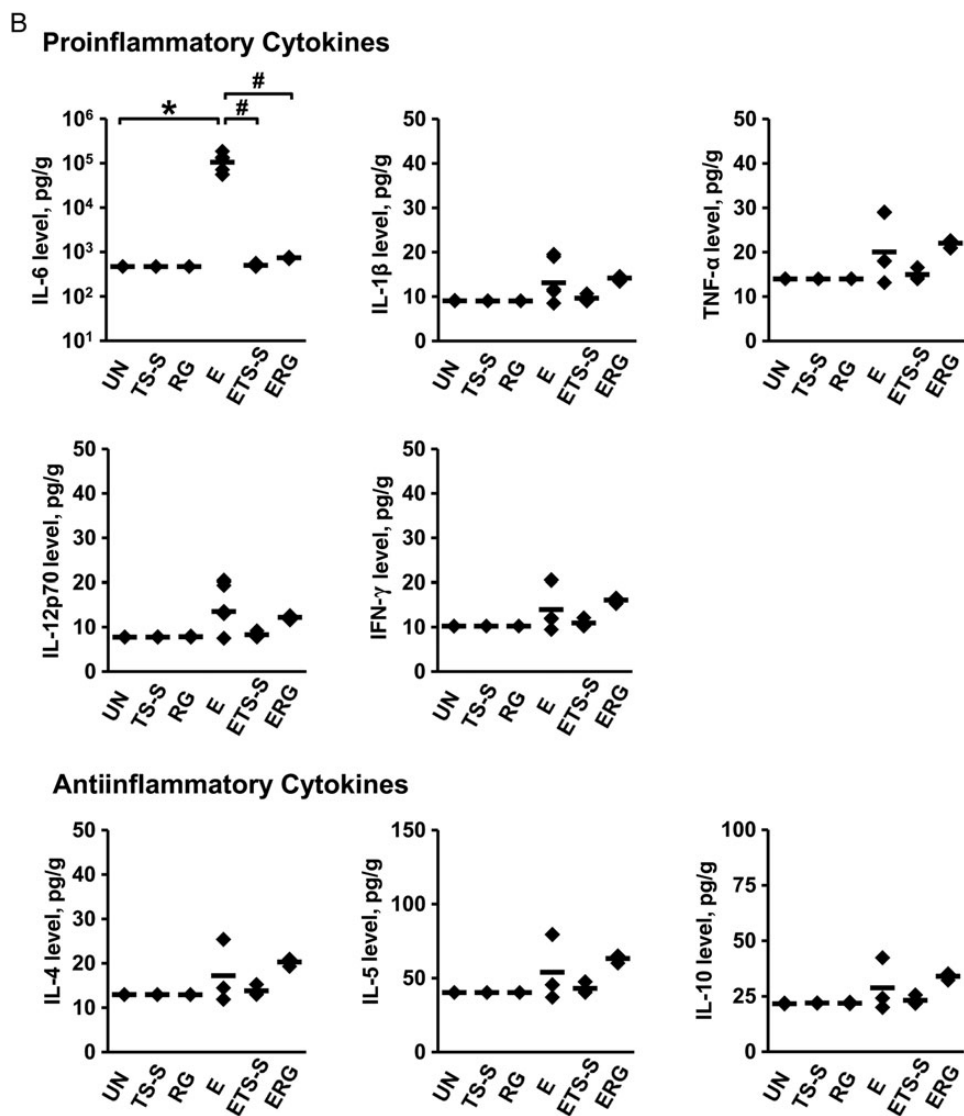 B
Proinflammatory Cytokines
*
#
#
IL-6 level, pg/g
10⁶
10⁵
10⁴
10³
10²
10¹
UN TS-S RG E ETS-S ERG
IL-1β level, pg/g
50
40
30
20
10
0
UN TS-S RG E ETS-S ERG
TNF-α level, pg/g
50
40
30
20
10
0
UN TS-S RG E ETS-S ERG
IL-12p70 level, pg/g
50
40
30
20
10
0
UN TS-S RG E ETS-S ERG
IFN-γ level, pg/g
50
40
30
20
10
0
UN TS-S RG E ETS-S ERG
Antiinflammatory Cytokines
IL-4 level, pg/g
50
40
30
20
10
0
UN TS-S RG E ETS-S ERG
IL-5 level, pg/g
150
100
50
0
UN TS-S RG E ETS-S ERG
IL-10 level, pg/g
100
75
50
25
0
UN TS-S RG E ETS-S ERG